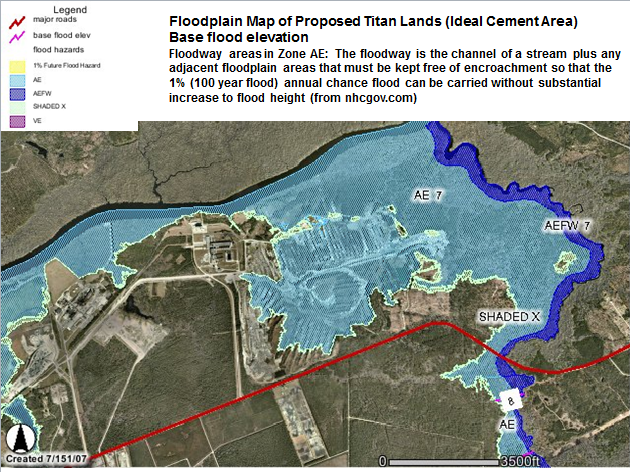 Legend
major roads
base flood elev
flood hazards
1% Future Flood Hazard
AE
AEFW
SHADED X
VE
Floodplain Map of Proposed Titan Lands (Ideal Cement Area)
Base flood elevation
Floodway areas in Zone AE: The floodway is the channel of a stream plus any
adjacent floodplain areas that must be kept free of encroachment so that the
1% (100 year flood) annual chance flood can be carried without substantial
increase to flood height (from nhcgov.com)
AE 7
AEFW 7
SHADED X
8
AE
Created 7/151/07
0 3500ft